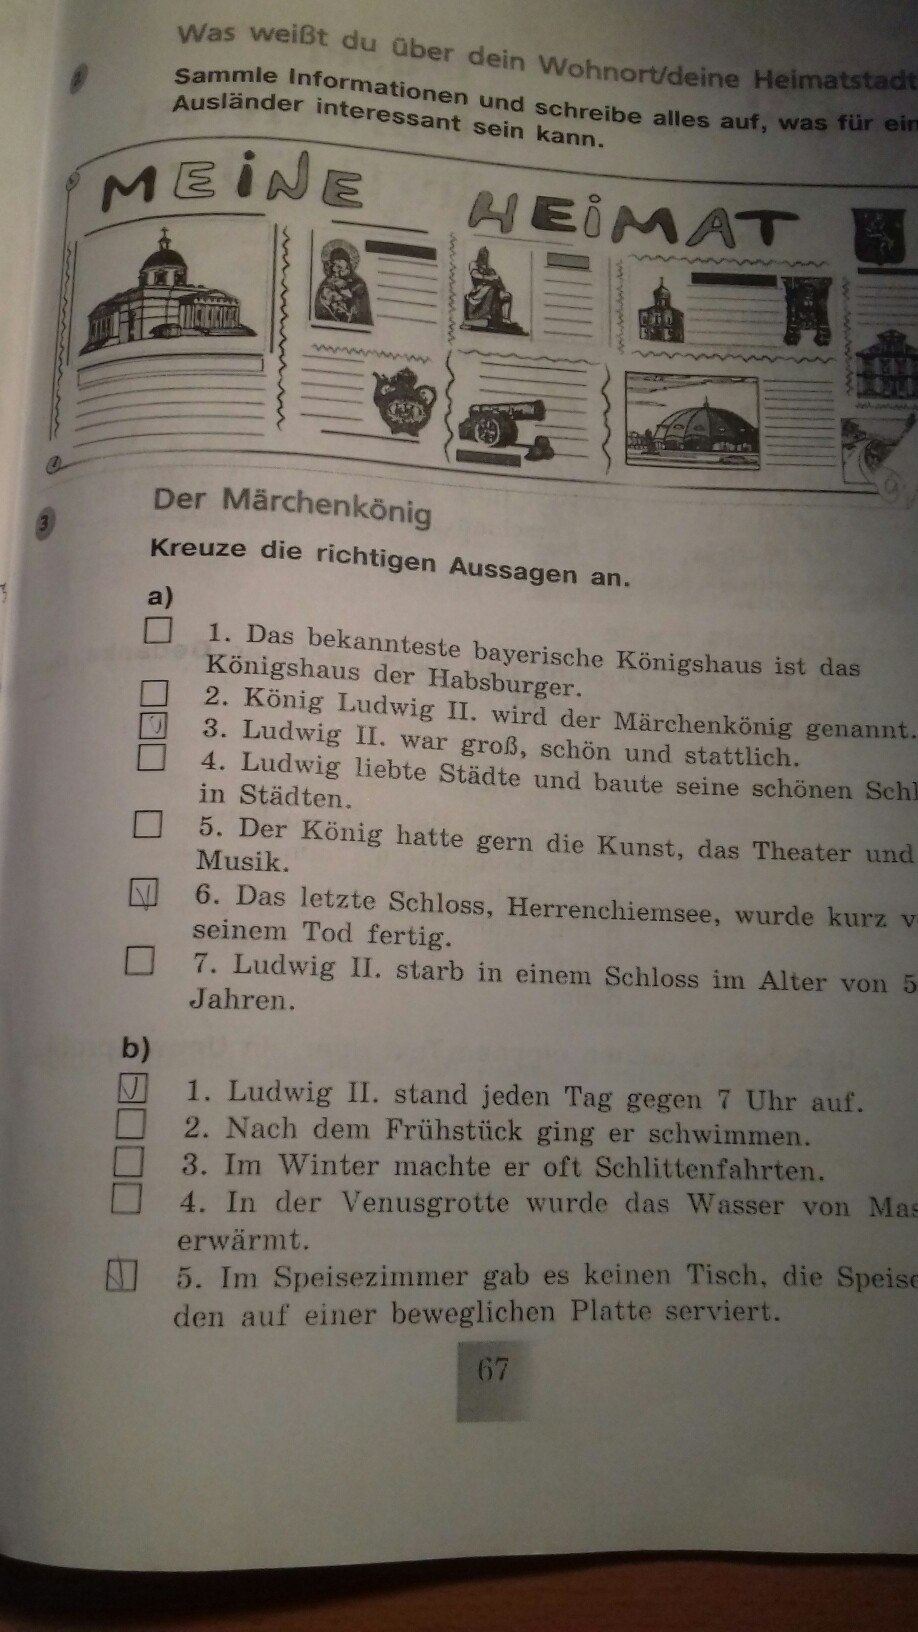 Was weißt du über dein Wohnort/deine Heimatstadt
2
Sammle Informationen und schreibe alles auf, was für ein
Ausländer interessant sein kann.
MEiNE HEiMAT
3
Der Märchenkönig
Kreuze die richtigen Aussagen an.
a)
1. Das bekannteste bayerische Königshaus ist das
Königshaus der Habsburger.
2. König Ludwig II. wird der Märchenkönig genannt.
3. Ludwig II. war groß, schön und stattlich.
4. Ludwig liebte Städte und baute seine schönen Schl
in Städten.
5. Der König hatte gern die Kunst, das Theater und
Musik.
6. Das letzte Schloss, Herrenchiemsee, wurde kurz v
seinem Tod fertig.
7. Ludwig II. starb in einem Schloss im Alter von 5
Jahren.
b)
1. Ludwig II. stand jeden Tag gegen 7 Uhr auf.
2. Nach dem Frühstück ging er schwimmen.
3. Im Winter machte er oft Schlittenfahrten.
4. In der Venusgrotte wurde das Wasser von Mas
erwärmt.
5. Im Speisezimmer gab es keinen Tisch, die Speise
den auf einer beweglichen Platte serviert.
67